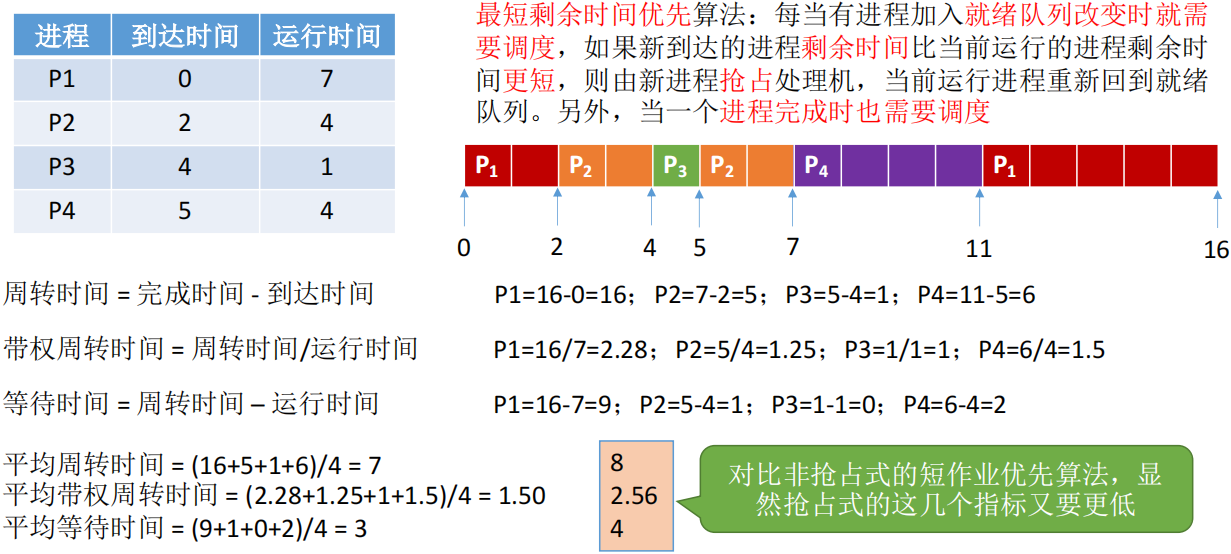 进程 到达时间 运行时间
P1 0 7
P2 2 4
P3 4 1
P4 5 4
最短剩余时间优先算法：每当有进程加入就绪队列改变时就需
要调度，如果新到达的进程剩余时间比当前运行的进程剩余时
间更短，则由新进程抢占处理机，当前运行进程重新回到就绪
队列。另外，当一个进程完成时也需要调度
P1 P2 P3 P2 P4 P1
0 2 4 5 7 11 16
周转时间 = 完成时间 - 到达时间 P1=16-0=16；P2=7-2=5；P3=5-4=1；P4=11-5=6
带权周转时间 = 周转时间/运行时间 P1=16/7=2.28；P2=5/4=1.25；P3=1/1=1；P4=6/4=1.5
等待时间 = 周转时间 – 运行时间 P1=16-7=9；P2=5-4=1；P3=1-1=0；P4=6-4=2
平均周转时间 = (16+5+1+6)/4 = 7
平均带权周转时间 = (2.28+1.25+1+1.5)/4 = 1.50
平均等待时间 = (9+1+0+2)/4 = 3
8
2.56
4
对比非抢占式的短作业优先算法，显
然抢占式的这几个指标又要更低